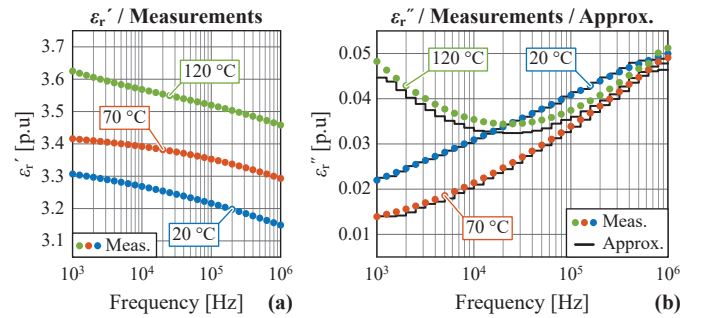 εr′ / Measurements
εr′ [p.u]
3.7
3.6
3.5
3.4
3.3
3.2
3.1
120 °C
70 °C
20 °C
Meas.
10³ 10⁴ 10⁵ 10⁶
Frequency [Hz] (a)
εr″ / Measurements / Approx.
εr″ [p.u]
0.05
0.04
0.03
0.02
0.01
120 °C
20 °C
70 °C
Meas.
Approx.
10³ 10⁴ 10⁵ 10⁶
Frequency [Hz] (b)